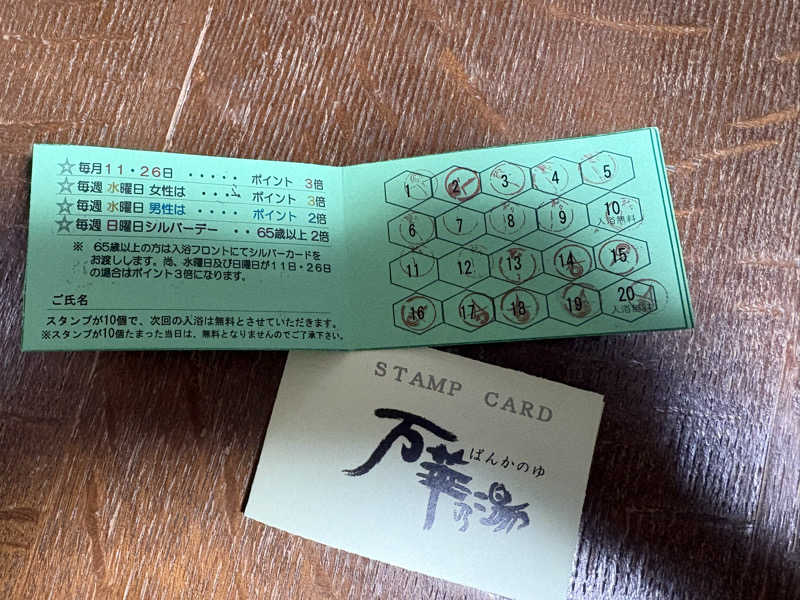 ☆毎月11・26日 ・・・・・ ポイント 3倍
☆毎週 水曜日 女性は ・・・・ ポイント 3倍
☆毎週 水曜日 男性は ・・・・・ ポイント 2倍
☆毎週 日曜日シルバーデー ・・65歳以上 2倍
※ 65歳以上の方は入浴フロントにてシルバーカードを
お渡しします。尚、水曜日及び日曜日が11日・26日
の場合はポイント3倍になります。
ご氏名
スタンプが10個で、次回の入浴は無料とさせていただきます。
※スタンプが10個たまった当日は、無料となりませんのでご了承下さい。
1 2 3 4 5
6 7 8 9 10
入浴無料
11 12 13 14 15
16 17 18 19 20
入浴無料
STAMP CARD
万華の湯
ばんかのゆ